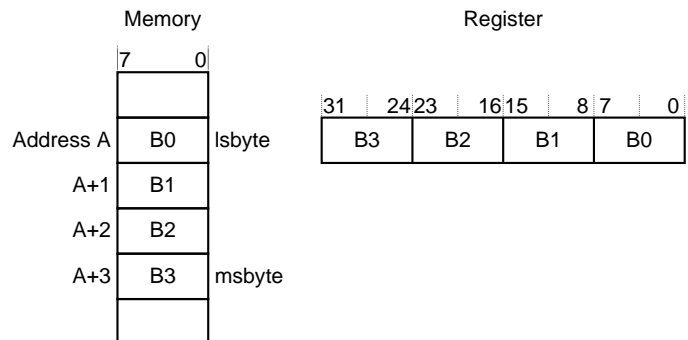 Memory Register
7 0
31 24 23 16 15 8 7 0
Address A B0 lsbyte B3 B2 B1 B0
A+1 B1
A+2 B2
A+3 B3 msbyte